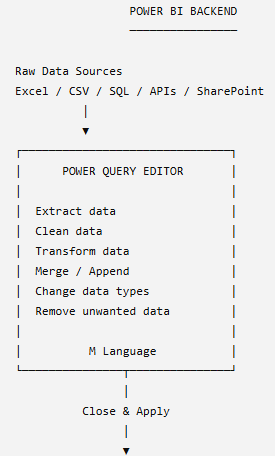 POWER BI BACKEND
Raw Data Sources
Excel / CSV / SQL / APIs / SharePoint
POWER QUERY EDITOR
Extract data
Clean data
Transform data
Merge / Append
Change data types
Remove unwanted data
M Language
Close & Apply